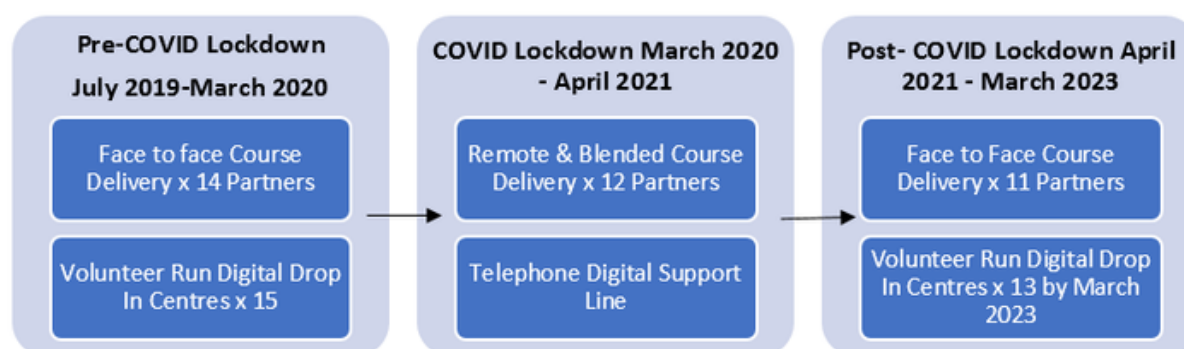 Pre-COVID Lockdown
July 2019-March 2020
Face to face Course
Delivery x 14 Partners
Volunteer Run Digital Drop
In Centres x 15
COVID Lockdown March 2020
- April 2021
Remote & Blended Course
Delivery x 12 Partners
Telephone Digital Support
Line
Post- COVID Lockdown April
2021 - March 2023
Face to Face Course
Delivery x 11 Partners
Volunteer Run Digital Drop
In Centres x 13 by March
2023